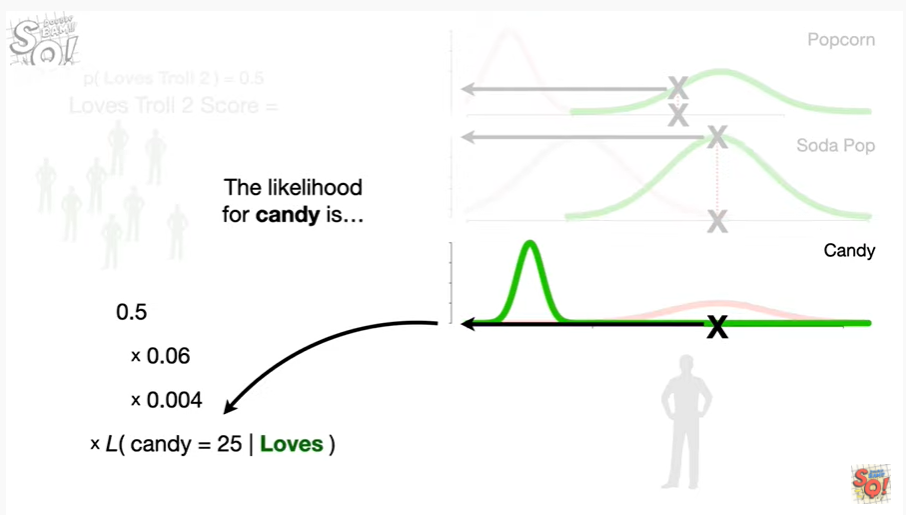 p( Loves Troll 2 ) = 0.5
Loves Troll 2 Score =
Popcorn
Soda Pop
The likelihood
for candy is…
Candy
0.5
x 0.06
x 0.004
x L( candy = 25 | Loves )
SQ!